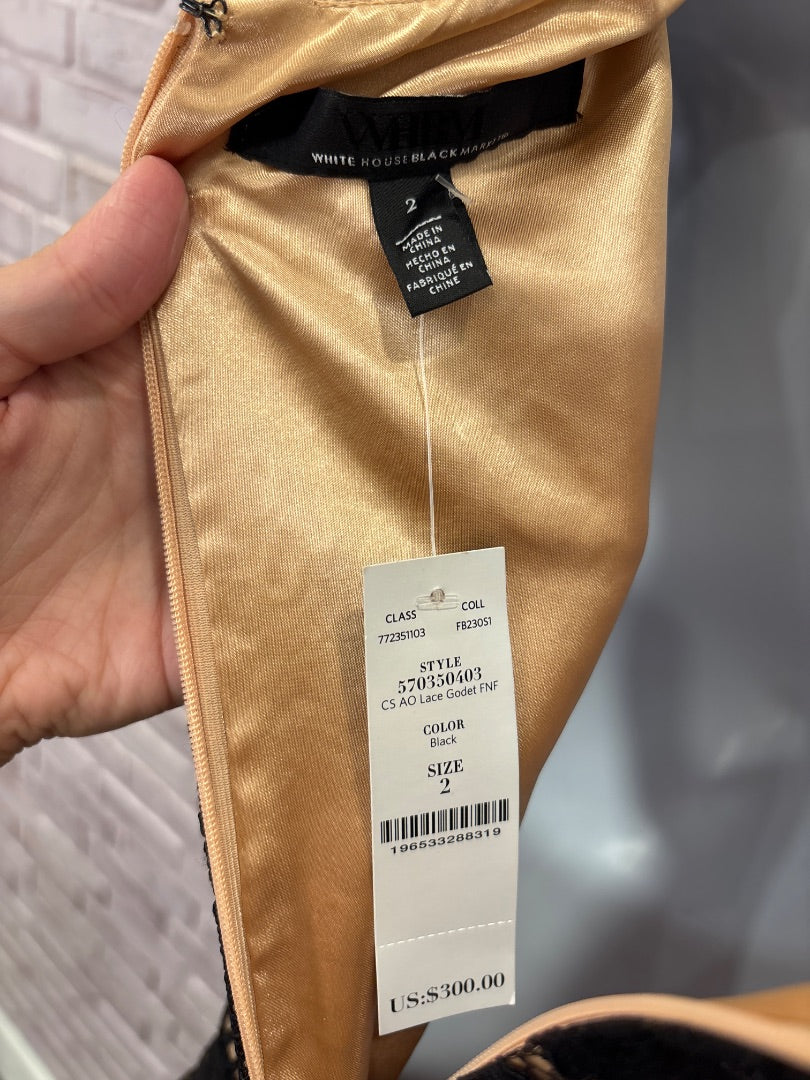 WHBM
WHITE HOUSE BLACK MARKET
2
MADE IN
CHINA
HECHO EN
CHINA
FABRIQUÉ EN
CHINE
CLASS COLL
772351103 FB230S1
STYLE
570350403
CS AO Lace Godet FNF
COLOR
Black
SIZE
2
196533288319
US:$300.00